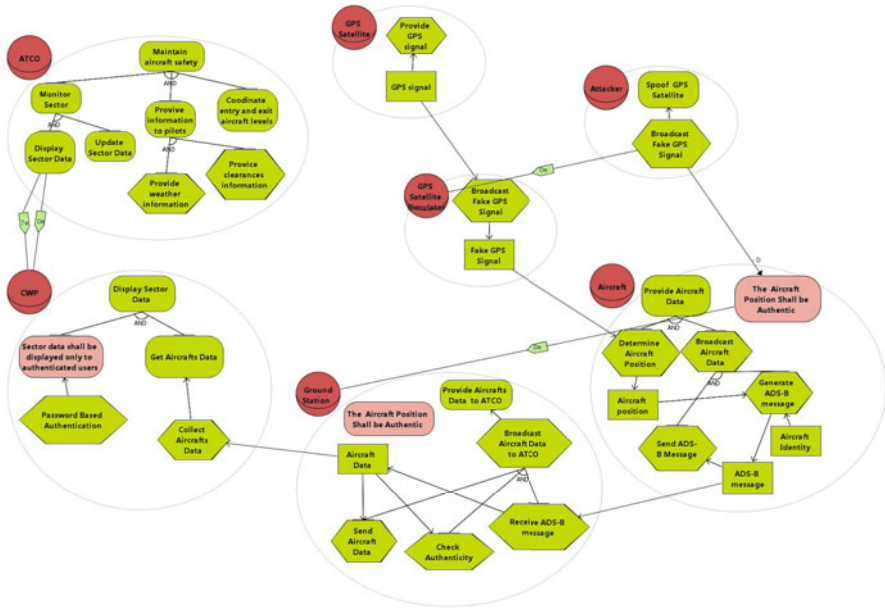 ATCO
Maintain
aircraft safety
AND
Monitor
Sector
AND
Provive
information
to pilots
AND
Coodinate
entry and exit
aircraft levels
Display
Sector Data
Update
Sector Data
Provide
weather
information
Provice
clearances
information
De
GPS
Satellite
Provide
GPS
signal
GPS signal
Attacker
Spoof GPS
Satellite
Broadcast
Fake GPS
Signal
De
D
GPS
Satellite
Simulator
Broadcast
Fake GPS
Signal
Fake GPS
Signal
CWP
Display Sector
Data
AND
Sector data shall
be displayed only to
authenticated users
Get Aircrafts Data
Password Based
Authentication
Collect
Aircrafts
Data
Aircraft
Provide Aircraft
Data
AND
The Aircraft
Position Shall be
Authentic
Determine
Aircraft
Position
Broadcast
Aircraft
Data
AND
Aircraft
position
Generate
ADS-B
message
Send ADS-
B Message
Aircraft
Identity
ADS-B
message
De
Ground
Station
Provide Aircrafts
Data to ATCO
The Aircraft Position
Shall be Authentic
Broadcast
Aircraft Data
to ATCO
AND
Aircraft
Data
Send
Aircraft
Data
Check
Authenticity
Receive ADS-B
message